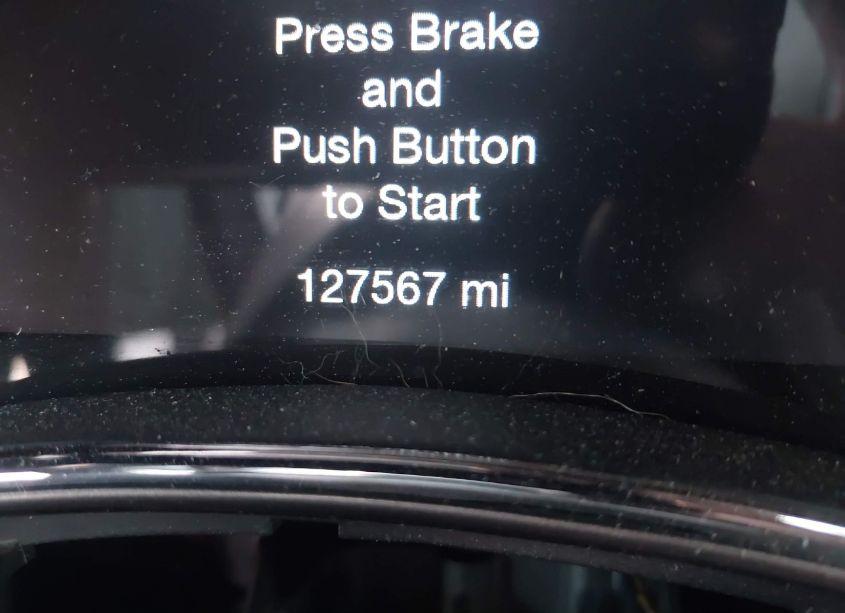 Press Brake
and
Push Button
to Start
127567 mi